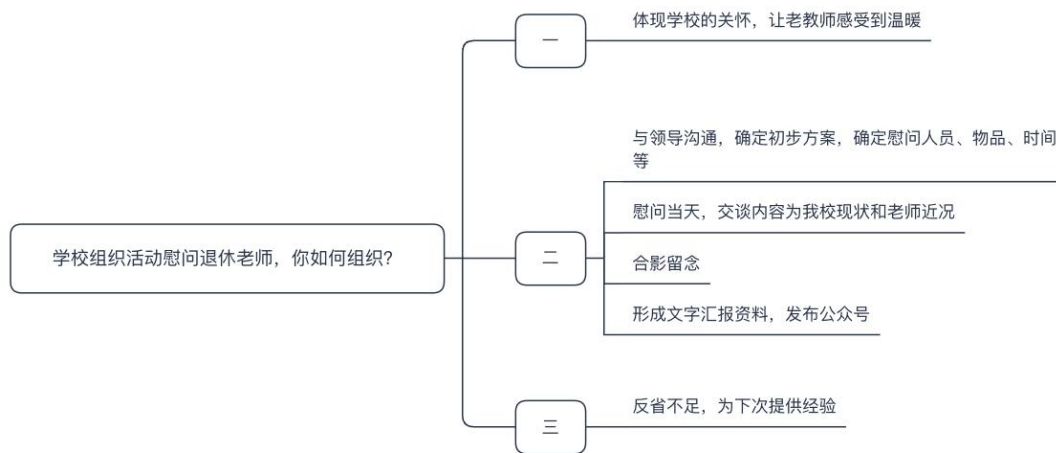 学校组织活动慰问退休老师，你如何组织？
一
体现学校的关怀，让老教师感受到温暖
二
与领导沟通，确定初步方案，确定慰问人员、物品、时间
等
慰问当天，交谈内容为我校现状和老师近况
合影留念
形成文字汇报资料，发布公众号
三
反省不足，为下次提供经验